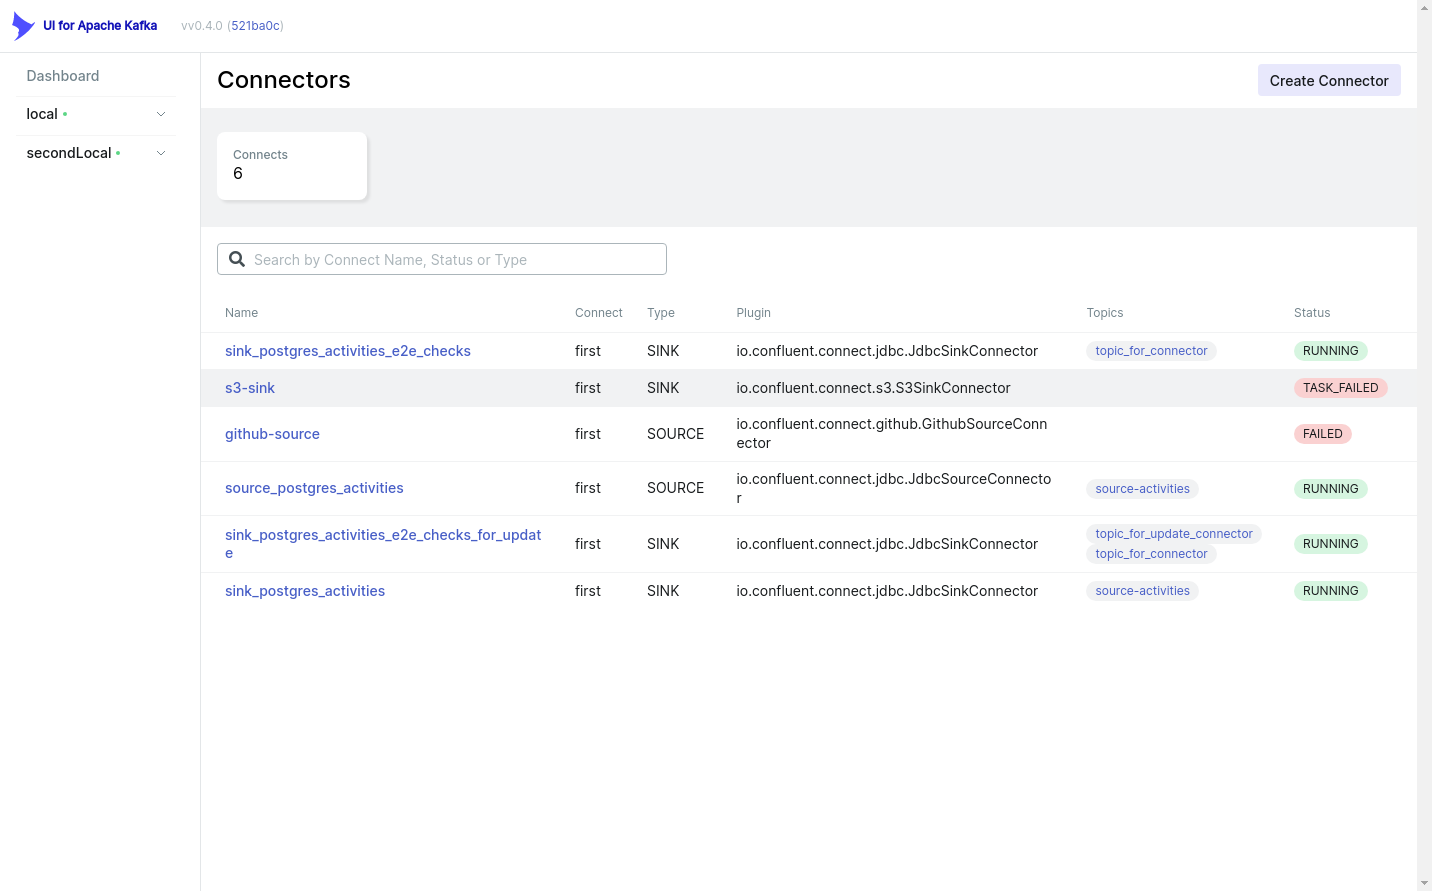 UI for Apache Kafka vv0.4.0 (521ba0c)
Dashboard
local
secondLocal
Connectors
Create Connector
Connects
6
Search by Connect Name, Status or Type
Name Connect Type Plugin Topics Status
sink_postgres_activities_e2e_checks first SINK io.confluent.connect.jdbc.JdbcSinkConnector topic_for_connector RUNNING
s3-sink first SINK io.confluent.connect.s3.S3SinkConnector TASK_FAILED
github-source first SOURCE io.confluent.connect.github.GithubSourceConn
ector
FAILED
source_postgres_activities first SOURCE io.confluent.connect.jdbc.JdbcSourceConnecto
r
source-activities RUNNING
sink_postgres_activities_e2e_checks_for_updat
e
first SINK io.confluent.connect.jdbc.JdbcSinkConnector
topic_for_update_connector
topic_for_connector
RUNNING
sink_postgres_activities first SINK io.confluent.connect.jdbc.JdbcSinkConnector source-activities RUNNING